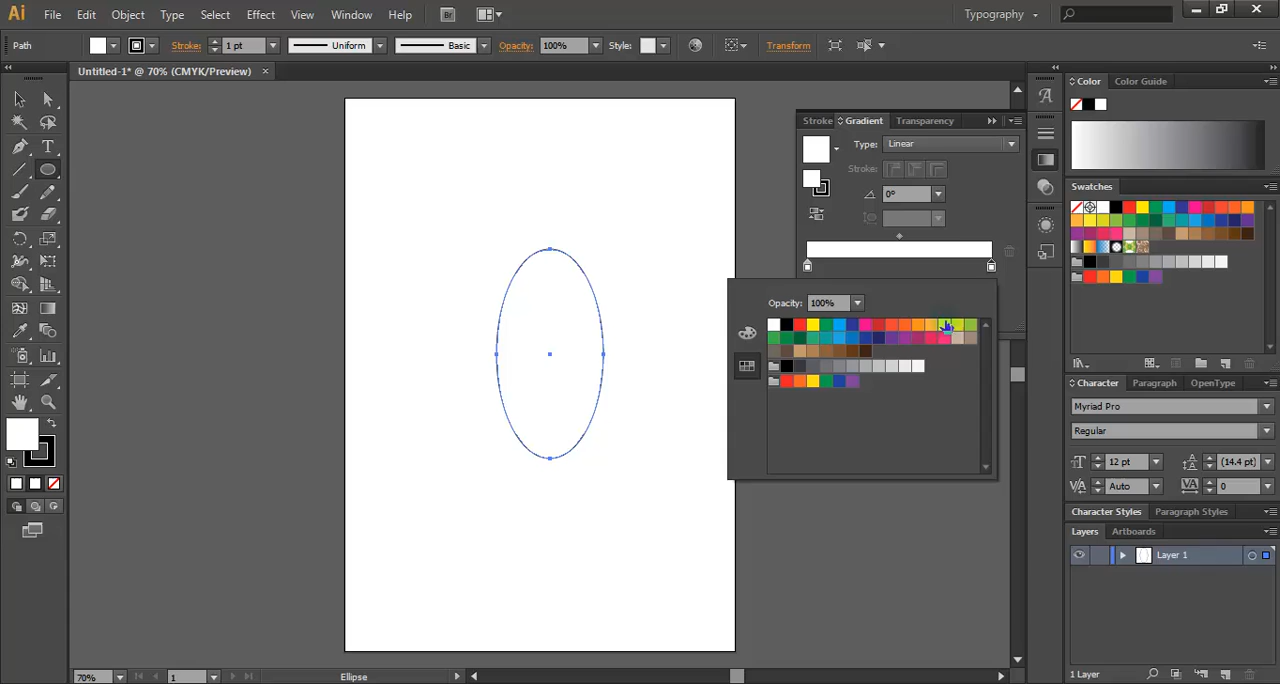 Ai File Edit Object Type Select Effect View Window Help Br Typography
Path Stroke: 1 pt Uniform Basic Opacity: 100% Style: Transform
Untitled-1* @ 70% (CMYK/Preview) ×
Color Color Guide
Stroke Gradient Transparency
Type: Linear
Stroke:
0°
Swatches
Opacity: 100%
Character Paragraph OpenType
Myriad Pro
Regular
12 pt (14.4 pt)
Auto 0
Character Styles Paragraph Styles
Layers Artboards
Layer 1
1 Layer
70% 1 Ellipse